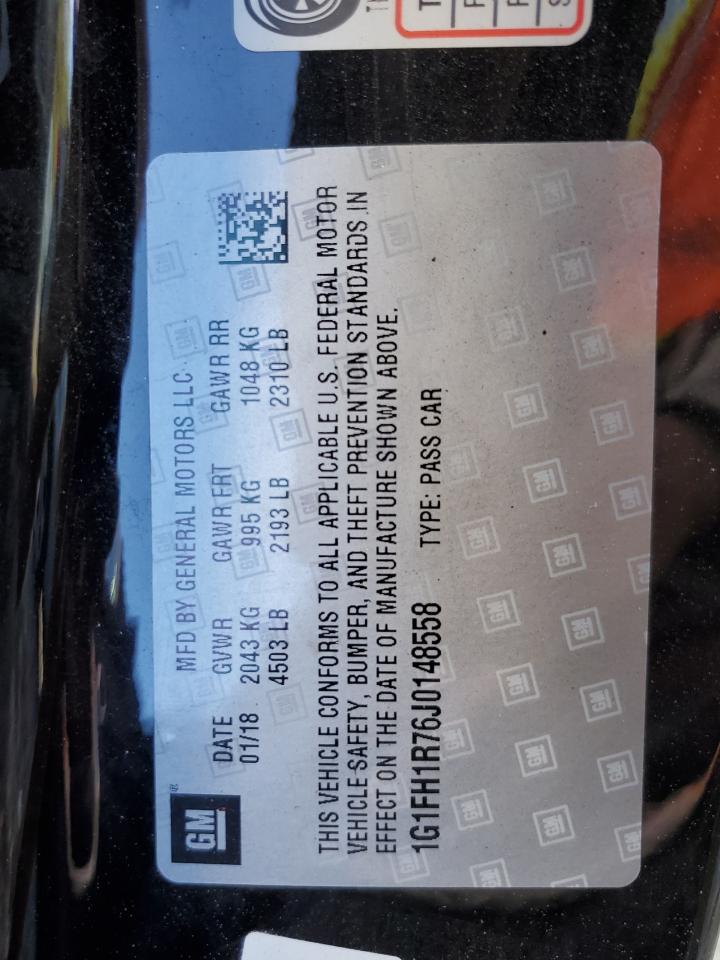 GM®
MFD BY GENERAL MOTORS LLC
DATE GVWR GAWR FRT GAWR RR
01/18 2043 KG 995 KG 1048 KG
4503 LB 2193 LB 2310 LB
THIS VEHICLE CONFORMS TO ALL APPLICABLE U.S. FEDERAL MOTOR
VEHICLE SAFETY, BUMPER, AND THEFT PREVENTION STANDARDS IN
EFFECT ON THE DATE OF MANUFACTURE SHOWN ABOVE.
1G1FH1R76J0148558 TYPE: PASS CAR